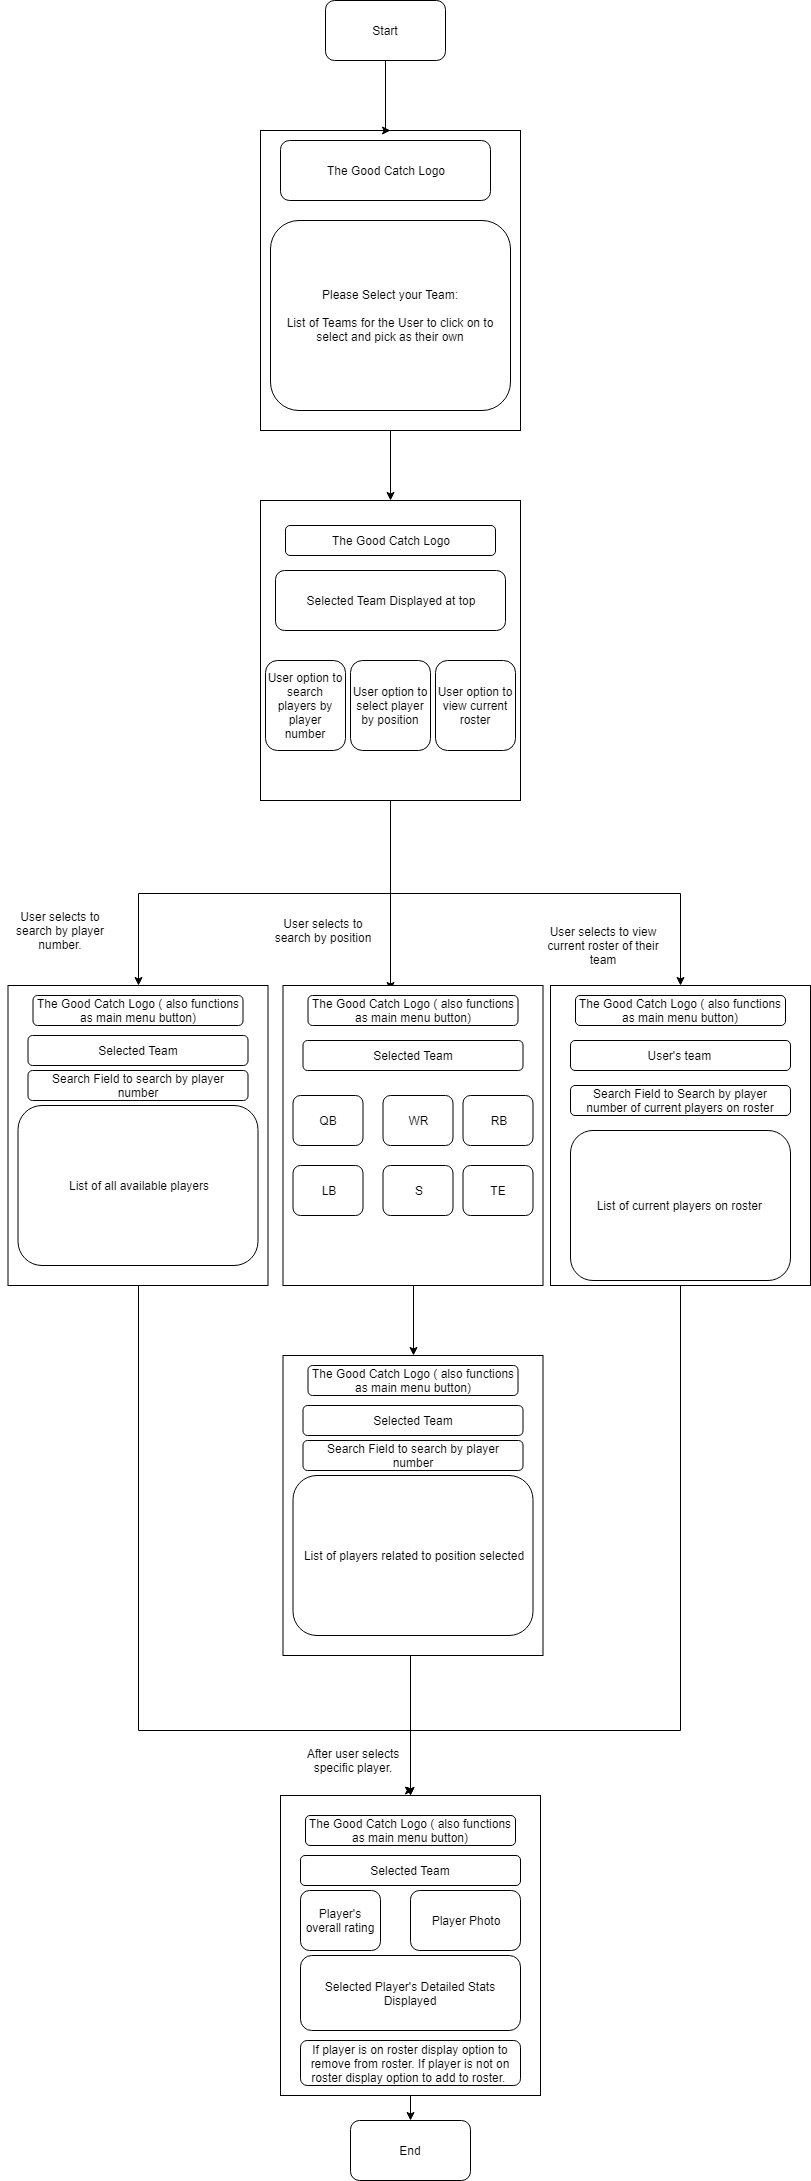 Start
The Good Catch Logo
Please Select your Team:
List of Teams for the User to click on to
select and pick as their own
The Good Catch Logo
Selected Team Displayed at top
User option to
search
players by
player
number
User option to
select player
by position
User option to
view current
roster
User selects to
search by player
number.
User selects to
search by position
User selects to view
current roster of their
team
The Good Catch Logo ( also functions
as main menu button)
Selected Team
Search Field to search by player
number
List of all available players
The Good Catch Logo ( also functions
as main menu button)
Selected Team
QB
WR
RB
LB
S
TE
The Good Catch Logo ( also functions
as main menu button)
User's team
Search Field to Search by player
number of current players on roster
List of current players on roster
The Good Catch Logo ( also functions
as main menu button)
Selected Team
Search Field to search by player
number
List of players related to position selected
After user selects
specific player.
The Good Catch Logo ( also functions
as main menu button)
Selected Team
Player's
overall rating
Player Photo
Selected Player's Detailed Stats
Displayed
If player is on roster display option to
remove from roster. If player is not on
roster display option to add to roster.
End